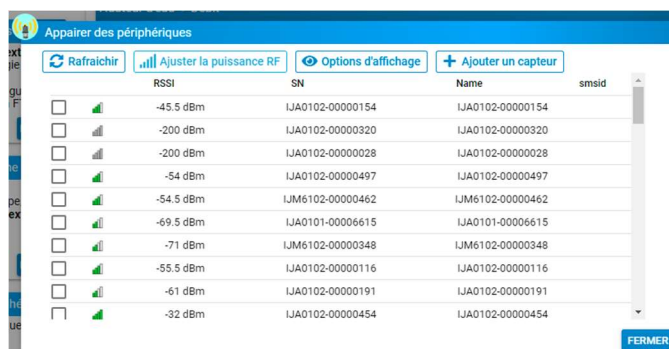 Appairer des périphériques
Rafraichir
Ajuster la puissance RF
Options d'affichage
Ajouter un capteur
RSSI SN Name smsid
-45.5 dBm IJA0102-00000154 IJA0102-00000154
-200 dBm IJA0102-00000320 IJA0102-00000320
-200 dBm IJA0102-00000028 IJA0102-00000028
-54 dBm IJA0102-00000497 IJA0102-00000497
-54.5 dBm IJM6102-00000462 IJM6102-00000462
-69.5 dBm IJA0101-00006615 IJA0101-00006615
-71 dBm IJM6102-00000348 IJM6102-00000348
-55.5 dBm IJA0102-00000116 IJA0102-00000116
-61 dBm IJA0102-00000191 IJA0102-00000191
-32 dBm IJA0102-00000454 IJA0102-00000454
FERMER